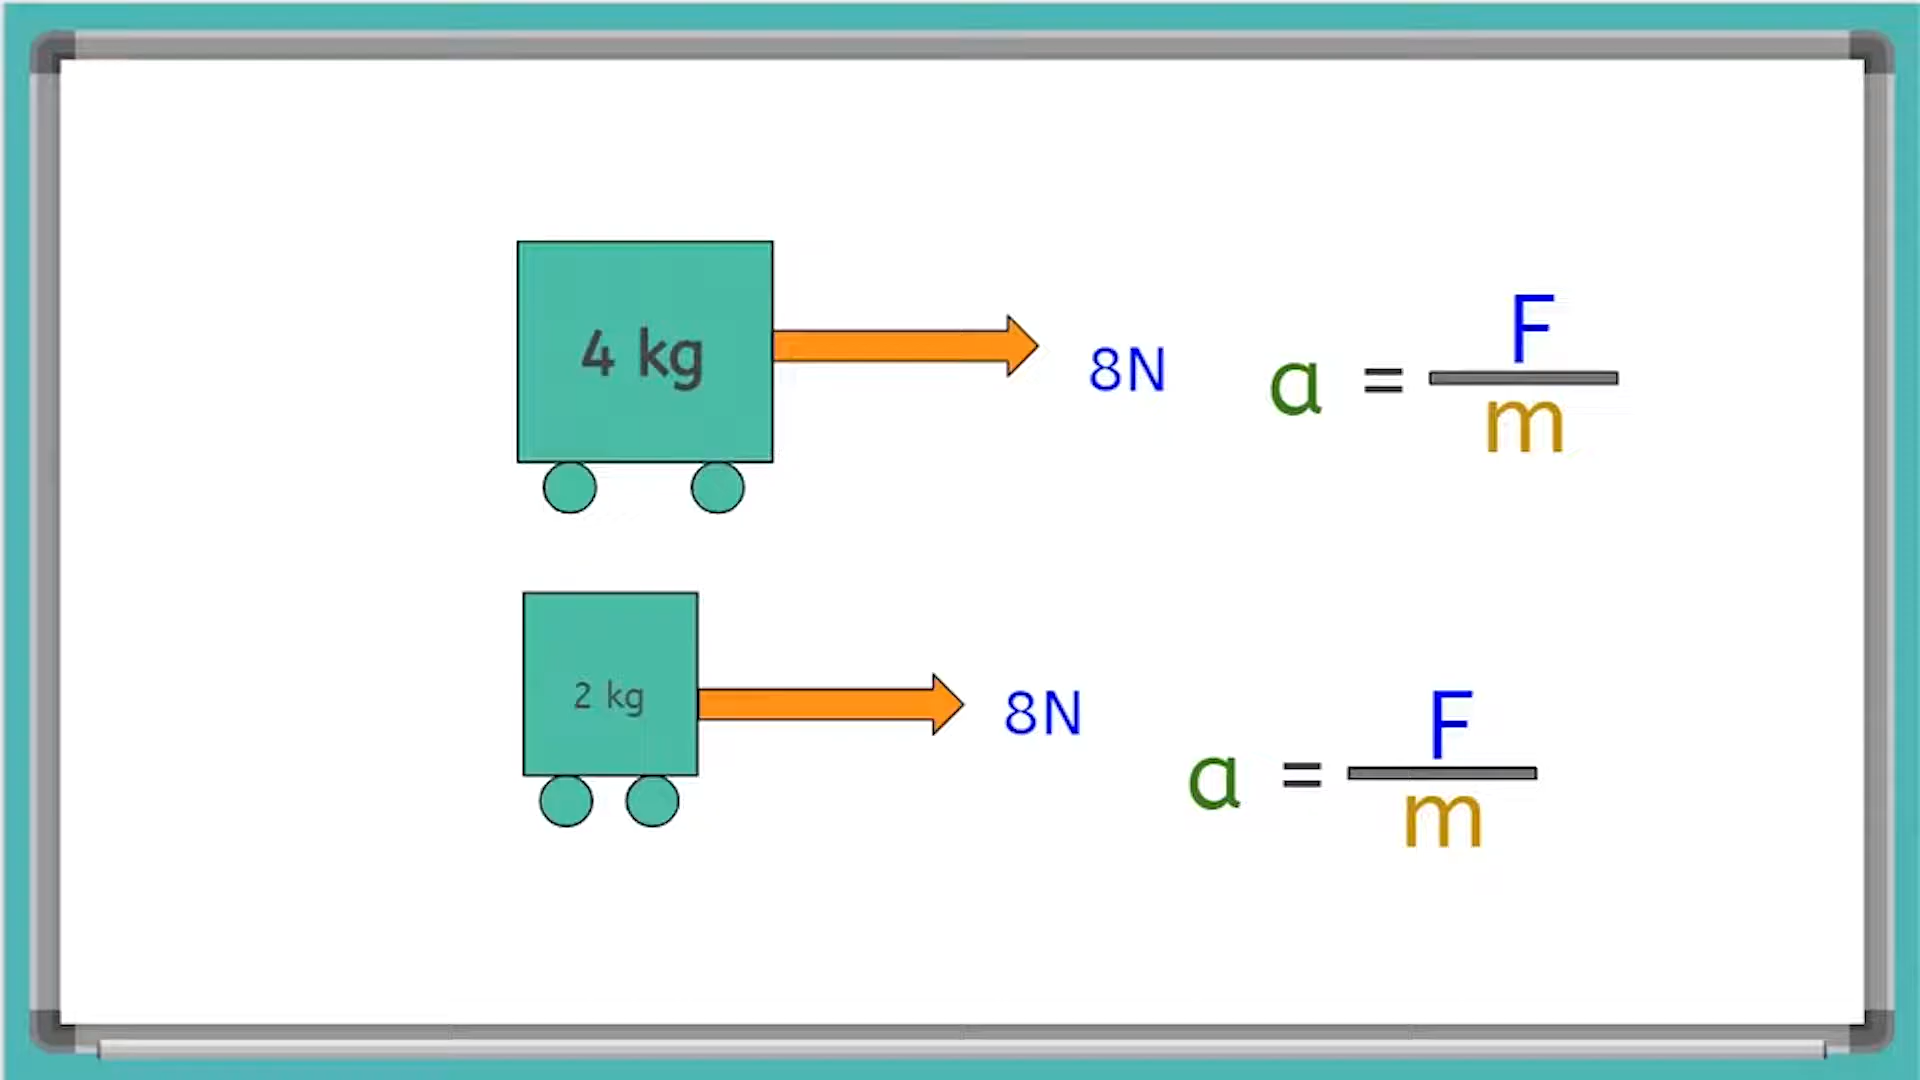 4 kg
8N
a = F
m
2 kg
8N
a = F
m